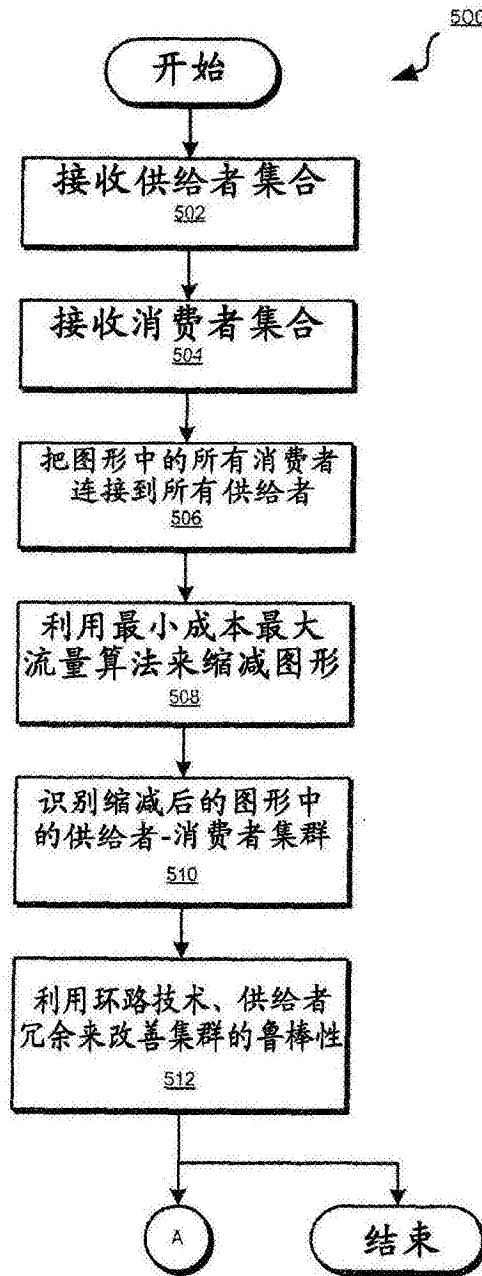 500
开始
接收供给者集合
502
接收消费者集合
504
把图形中的所有消费者
连接到所有供给者
506
利用最小成本最大
流量算法来缩减图形
508
识别缩减后的图形中
的供给者-消费者集群
510
利用环路技术、供给者
冗余来改善集群的鲁棒性
512
A
结束